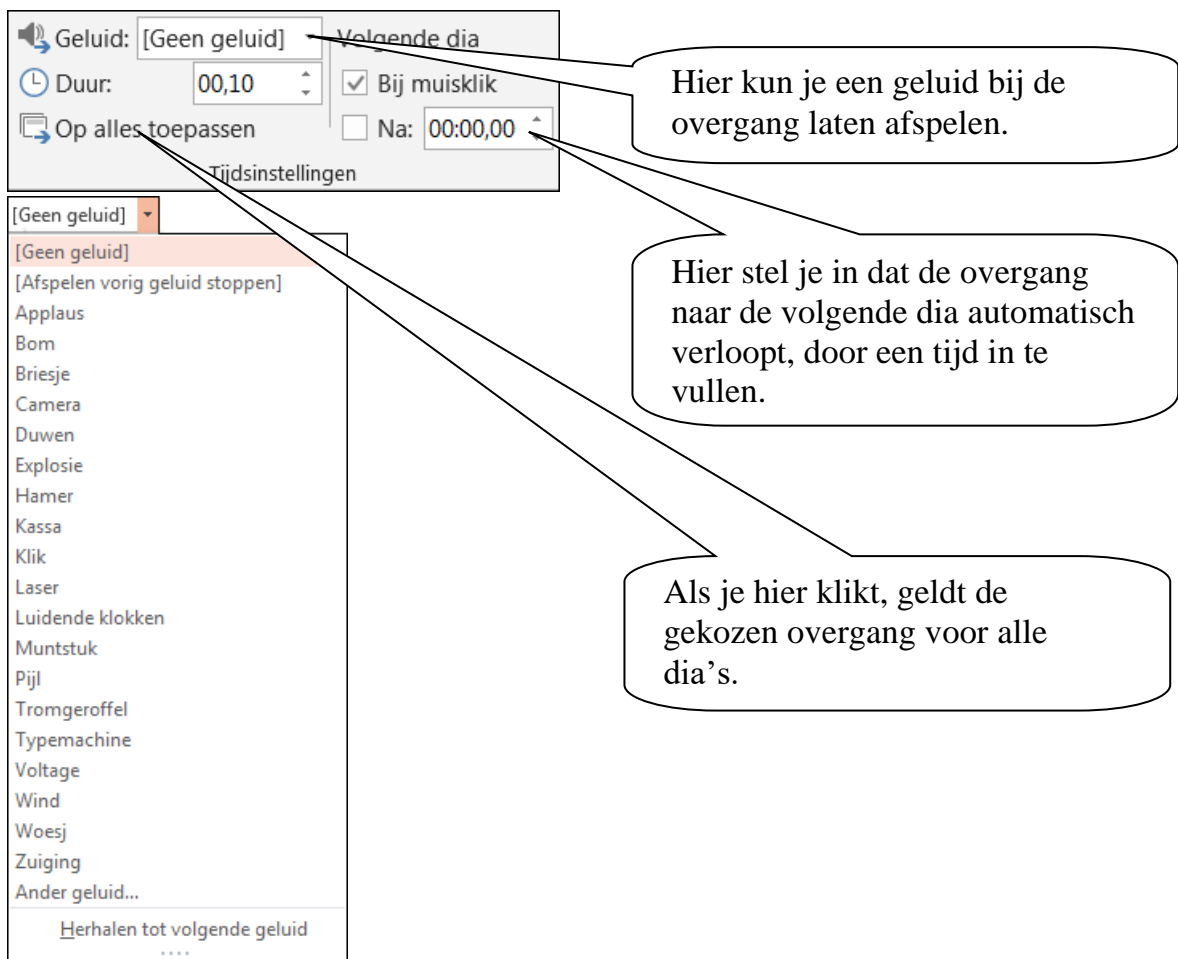 Geluid: [Geen geluid] Volgende dia
Duur: 00,10 Bij muisklik
Op alles toepassen Na: 00:00,00
Tijdsinstellingen
Hier kun je een geluid bij de
overgang laten afspelen.
[Geen geluid]
[Geen geluid]
[Afspelen vorig geluid stoppen]
Applaus
Bom
Briesje
Camera
Duwen
Explosie
Hamer
Kassa
Klik
Laser
Luidende klokken
Muntstuk
Pijl
Tromgeroffel
Typemachine
Voltage
Wind
Woesj
Zuiging
Ander geluid...
Herhalen tot volgende geluid
Hier stel je in dat de overgang
naar de volgende dia automatisch
verloopt, door een tijd in te
vullen.
Als je hier klikt, geldt de
gekozen overgang voor alle
dia’s.